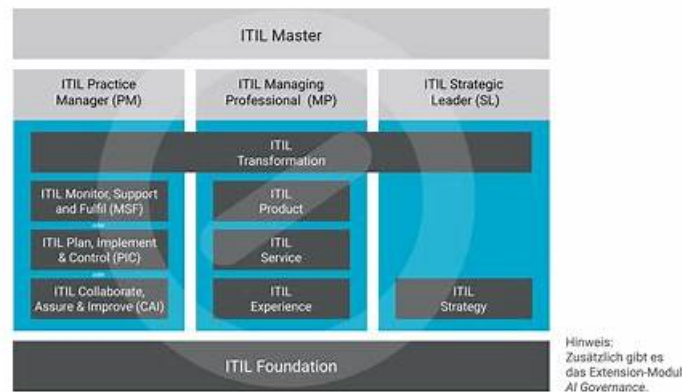 ITIL Master
ITIL Practice
Manager (PM)
ITIL Managing
Professional (MP)
ITIL Strategic
Leader (SL)
ITIL
Transformation
ITIL Monitor, Support
and Fulfil (MSF)
ITIL
Product
ITIL Plan, Implement
& Control (PIC)
ITIL
Service
ITIL Collaborate,
Assure & Improve (CAI)
ITIL
Experience
ITIL
Strategy
ITIL Foundation
Hinweis:
Zusätzlich gibt es
das Extension-Modul
AI Governance.